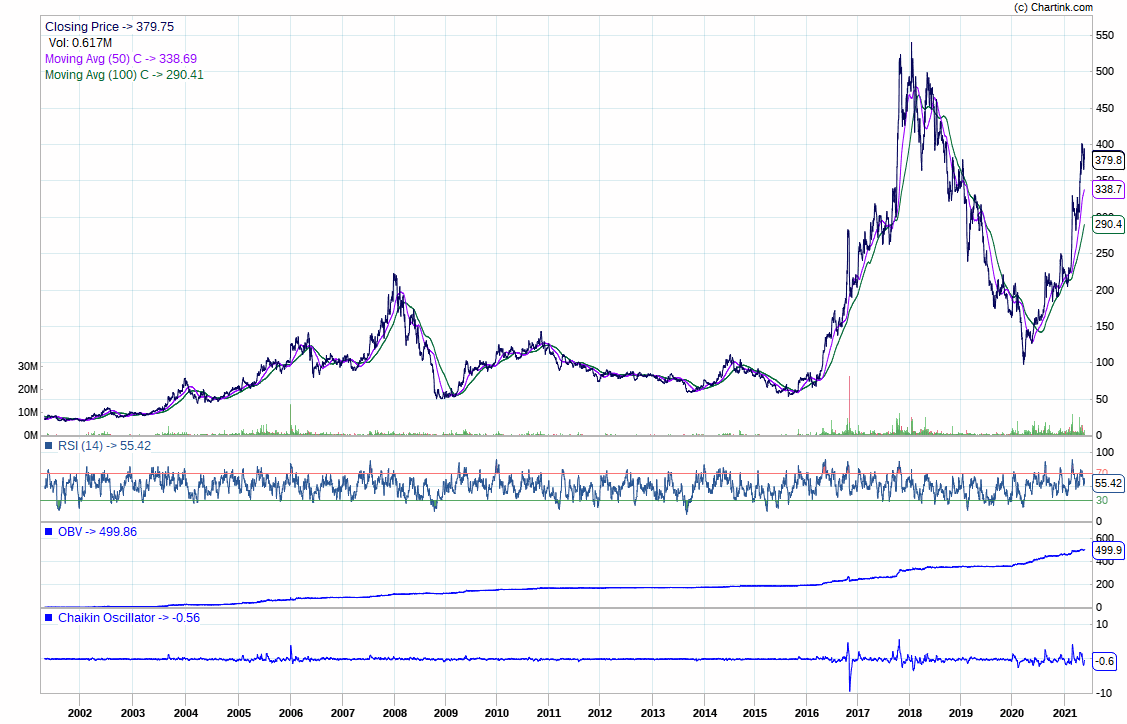 (c) Chartink.com
Closing Price -> 379.75
Vol: 0.617M
Moving Avg (50) C -> 338.69
Moving Avg (100) C -> 290.41
550
500
450
400
379.8
350
338.7
300
290.4
250
200
150
100
50
0
30M
20M
10M
0M
RSI (14) -> 55.42
100
70
55.42
30
0
OBV -> 499.86
600
499.9
400
200
0
Chaikin Oscillator -> -0.56
10
-0.6
-10
2002 2003 2004 2005 2006 2007 2008 2009 2010 2011 2012 2013 2014 2015 2016 2017 2018 2019 2020 2021